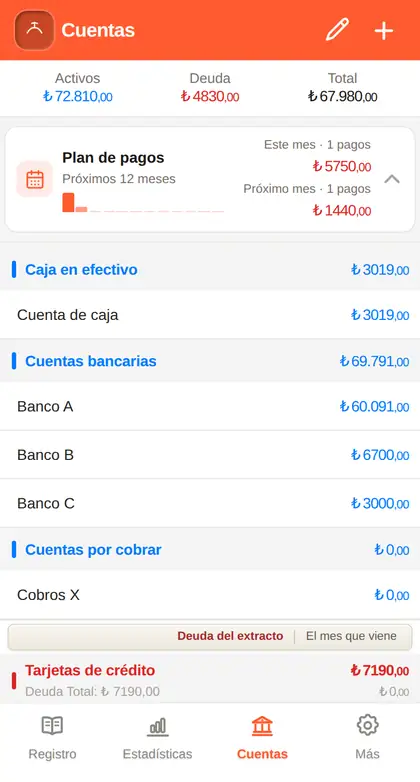 Cuentas
Activos Deuda Total
₺ 72.810,00 ₺ 4830,00 ₺ 67.980,00
Plan de pagos
Próximos 12 meses
Este mes · 1 pagos
₺ 5750,00
Próximo mes · 1 pagos
₺ 1440,00
Caja en efectivo ₺ 3019,00
Cuenta de caja ₺ 3019,00
Cuentas bancarias ₺ 69.791,00
Banco A ₺ 60.091,00
Banco B ₺ 6700,00
Banco C ₺ 3000,00
Cuentas por cobrar ₺ 0,00
Cobros X ₺ 0,00
Deuda del extracto | El mes que viene
Tarjetas de crédito ₺ 7190,00
Deuda Total: ₺ 7190,00 ₺ 0,00
Registro Estadísticas Cuentas Más